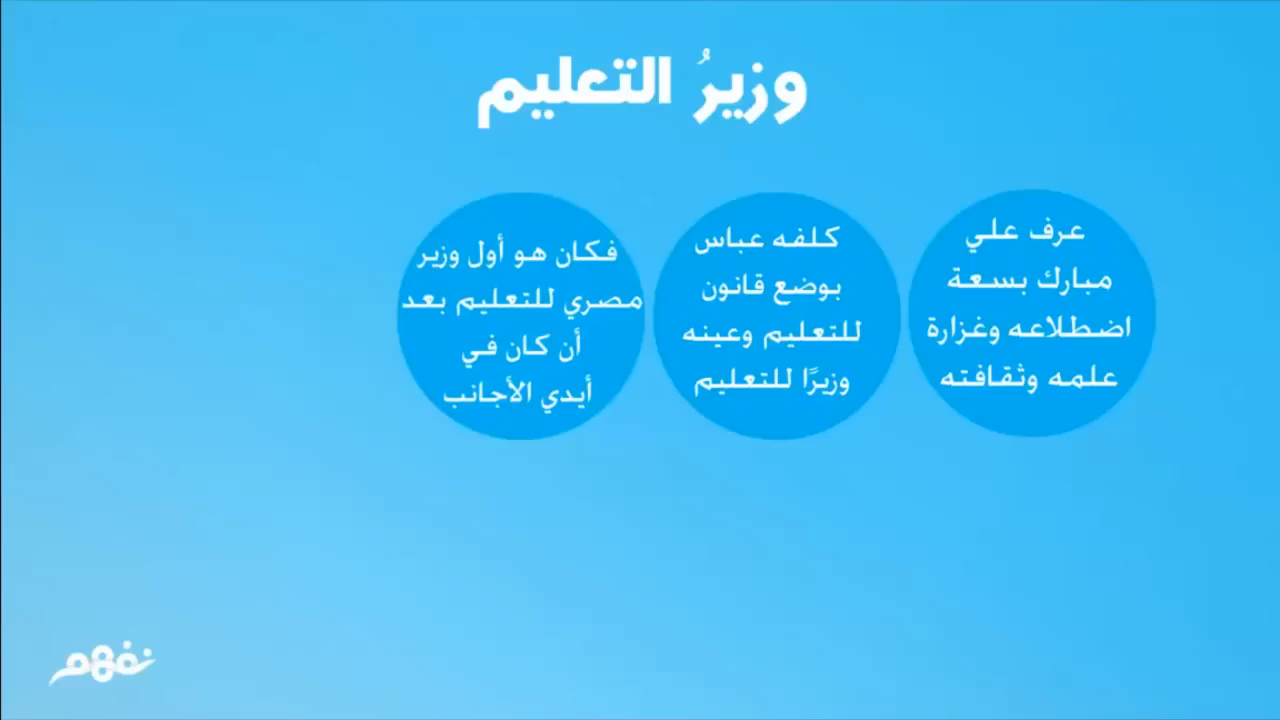 وزيرُ التعليم
عرف علي
مبارك بسعة
اضطلاعه وغزارة
علمه وثقافته
كلفه عباس
بوضع قانون
للتعليم وعينه
وزيرًا للتعليم
فكان هو أول وزير
مصري للتعليم بعد
أن كان في
أيدي الأجانب
نفهم